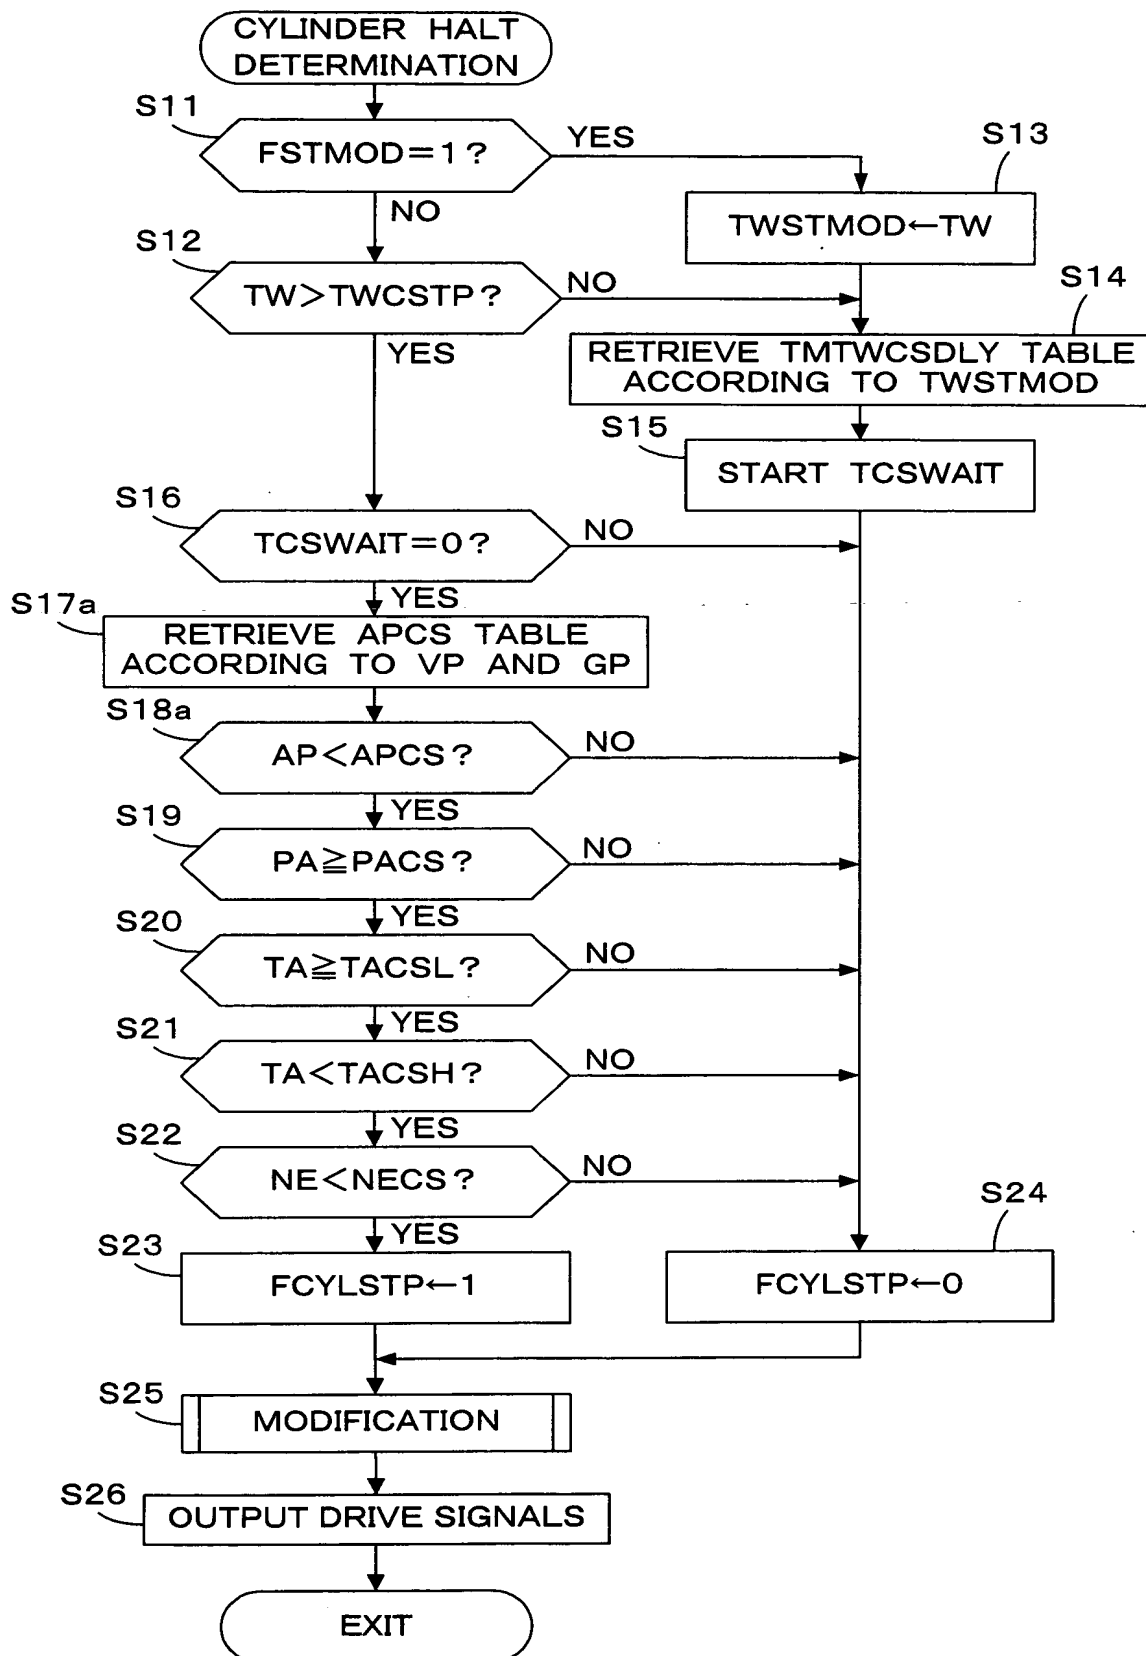 CYLINDER HALT
DETERMINATION
S11
FSTMOD=1?
YES
NO
S13
TWSTMOD←TW
S12
TW>TWCSTP?
NO
YES
S14
RETRIEVE TMTWCSDLY TABLE
ACCORDING TO TWSTMOD
S15
START TCSWAIT
S16
TCSWAIT=0?
NO
YES
S17a
RETRIEVE APCS TABLE
ACCORDING TO VP AND GP
S18a
AP<APCS?
NO
YES
S19
PA≧PACS?
NO
YES
S20
TA≧TACSL?
NO
YES
S21
TA<TACSH?
NO
YES
S22
NE<NECS?
NO
YES
S23
FCYLSTP←1
S24
FCYLSTP←0
S25
MODIFICATION
S26
OUTPUT DRIVE SIGNALS
EXIT